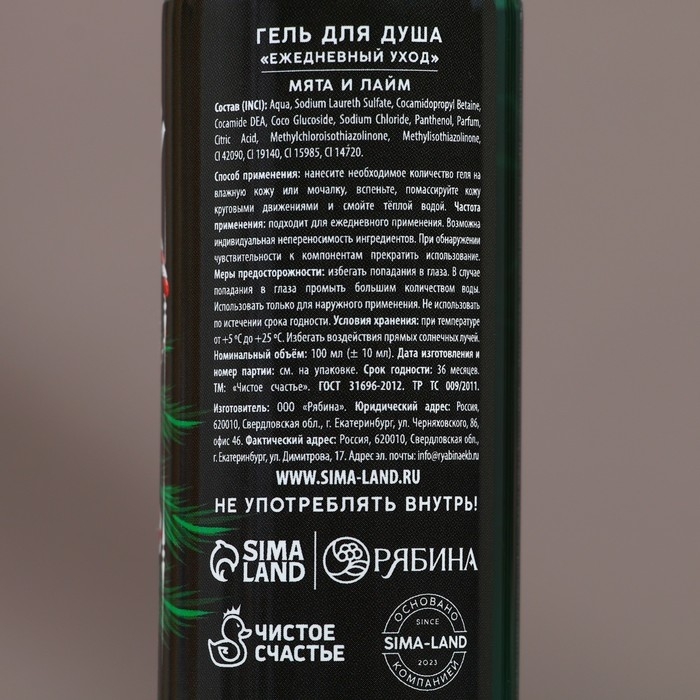 ГЕЛЬ ДЛЯ ДУША
«ЕЖЕДНЕВНЫЙ УХОД»
МЯТА И ЛАЙМ
Состав (INCI): Aqua, Sodium Laureth Sulfate, Cocamidopropyl Betaine,
Cocamide DEA, Coco Glucoside, Sodium Chloride, Panthenol, Parfum,
Citric Acid, Methylchloroisothiazolinone, Methylisothiazolinone,
CI 42090, CI 19140, CI 15985, CI 14720.
Способ применения: нанесите необходимое количество геля на
влажную кожу или мочалку, вспеньте, помассируйте кожу
круговыми движениями и смойте тёплой водой. Частота
применения: подходит для ежедневного применения. Возможна
индивидуальная непереносимость ингредиентов. При обнаружении
чувствительности к компонентам прекратить использование.
Меры предосторожности: избегать попадания в глаза. В случае
попадания в глаза промыть большим количеством воды.
Использовать только для наружного применения. Не использовать
по истечении срока годности. Условия хранения: при температуре
от +5 °С до +25 °С. Избегать воздействия прямых солнечных лучей.
Номинальный объём: 100 мл (± 10 мл). Дата изготовления и
номер партии: см. на упаковке. Срок годности: 36 месяцев.
ТМ: «Чистое счастье». ГОСТ 31696-2012. ТР ТС 009/2011.
Изготовитель: ООО «Рябина». Юридический адрес: Россия,
620010, Свердловская обл., г. Екатеринбург, ул. Черняховского, 86,
офис 46. Фактический адрес: Россия, 620010, Свердловская обл.,
г. Екатеринбург, ул. Димитрова, 17. Адрес эл. почты: info@ryabinaekb.ru
WWW.SIMA-LAND.RU
НЕ УПОТРЕБЛЯТЬ ВНУТРЬ!
SIMA
LAND
РЯБИНА
ЧИСТОЕ
СЧАСТЬЕ
ОСНОВАНО
SINCE
SIMA-LAND
2023
КОМПАНИЕЙ